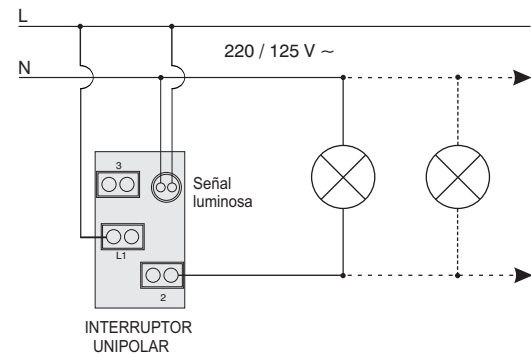 L
220 / 125 V ~
N
3
Señal
luminosa
L1
2
INTERRUPTOR
UNIPOLAR